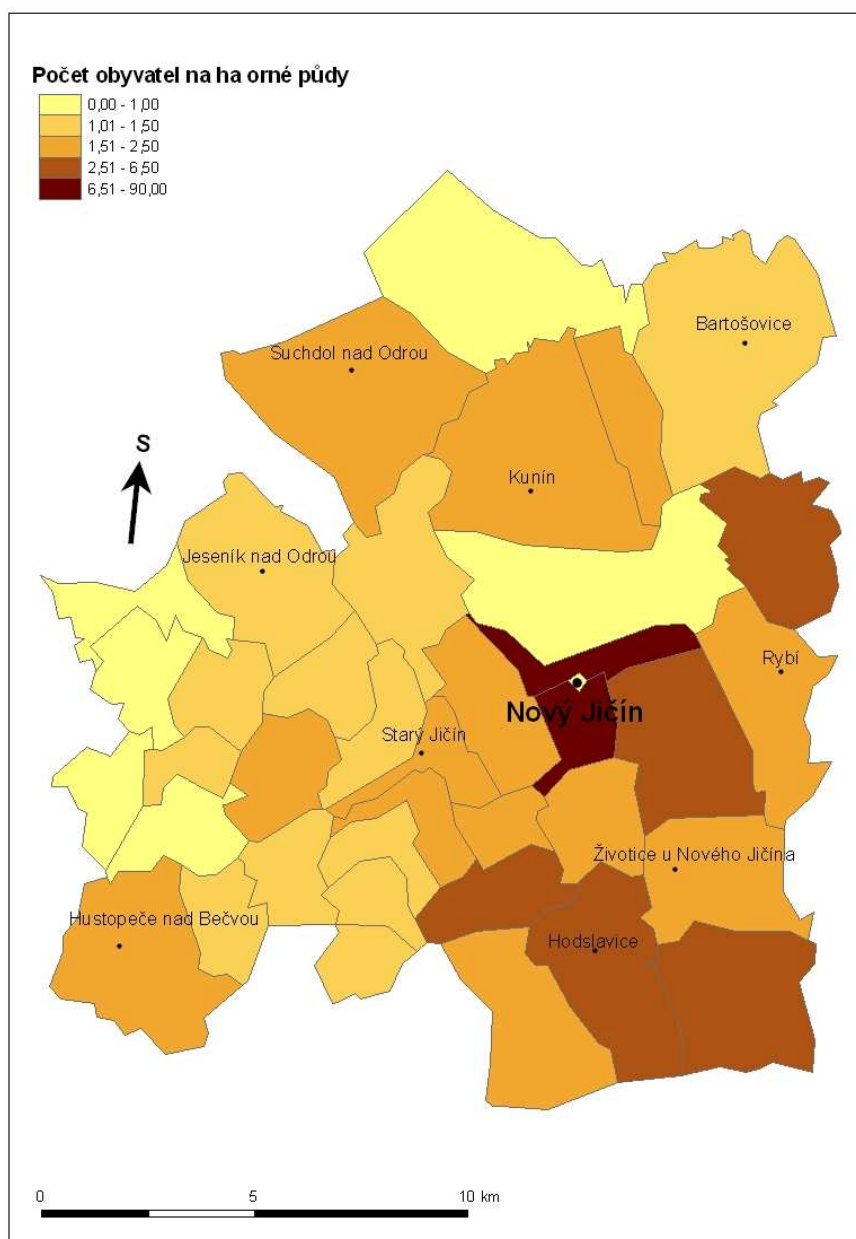 Počet obyvatel na ha orné půdy
0,00 - 1,00
1,01 - 1,50
1,51 - 2,50
2,51 - 6,50
6,51 - 90,00
Bartošovice
Suchdol nad Odrou
S
Kunín
Jeseník nad Odrou
Rybí
Nový Jičín
Starý Jičín
Životice u Nového Jičína
Hustopeče nad Bečvou
Hodslavice
0 5 10 km